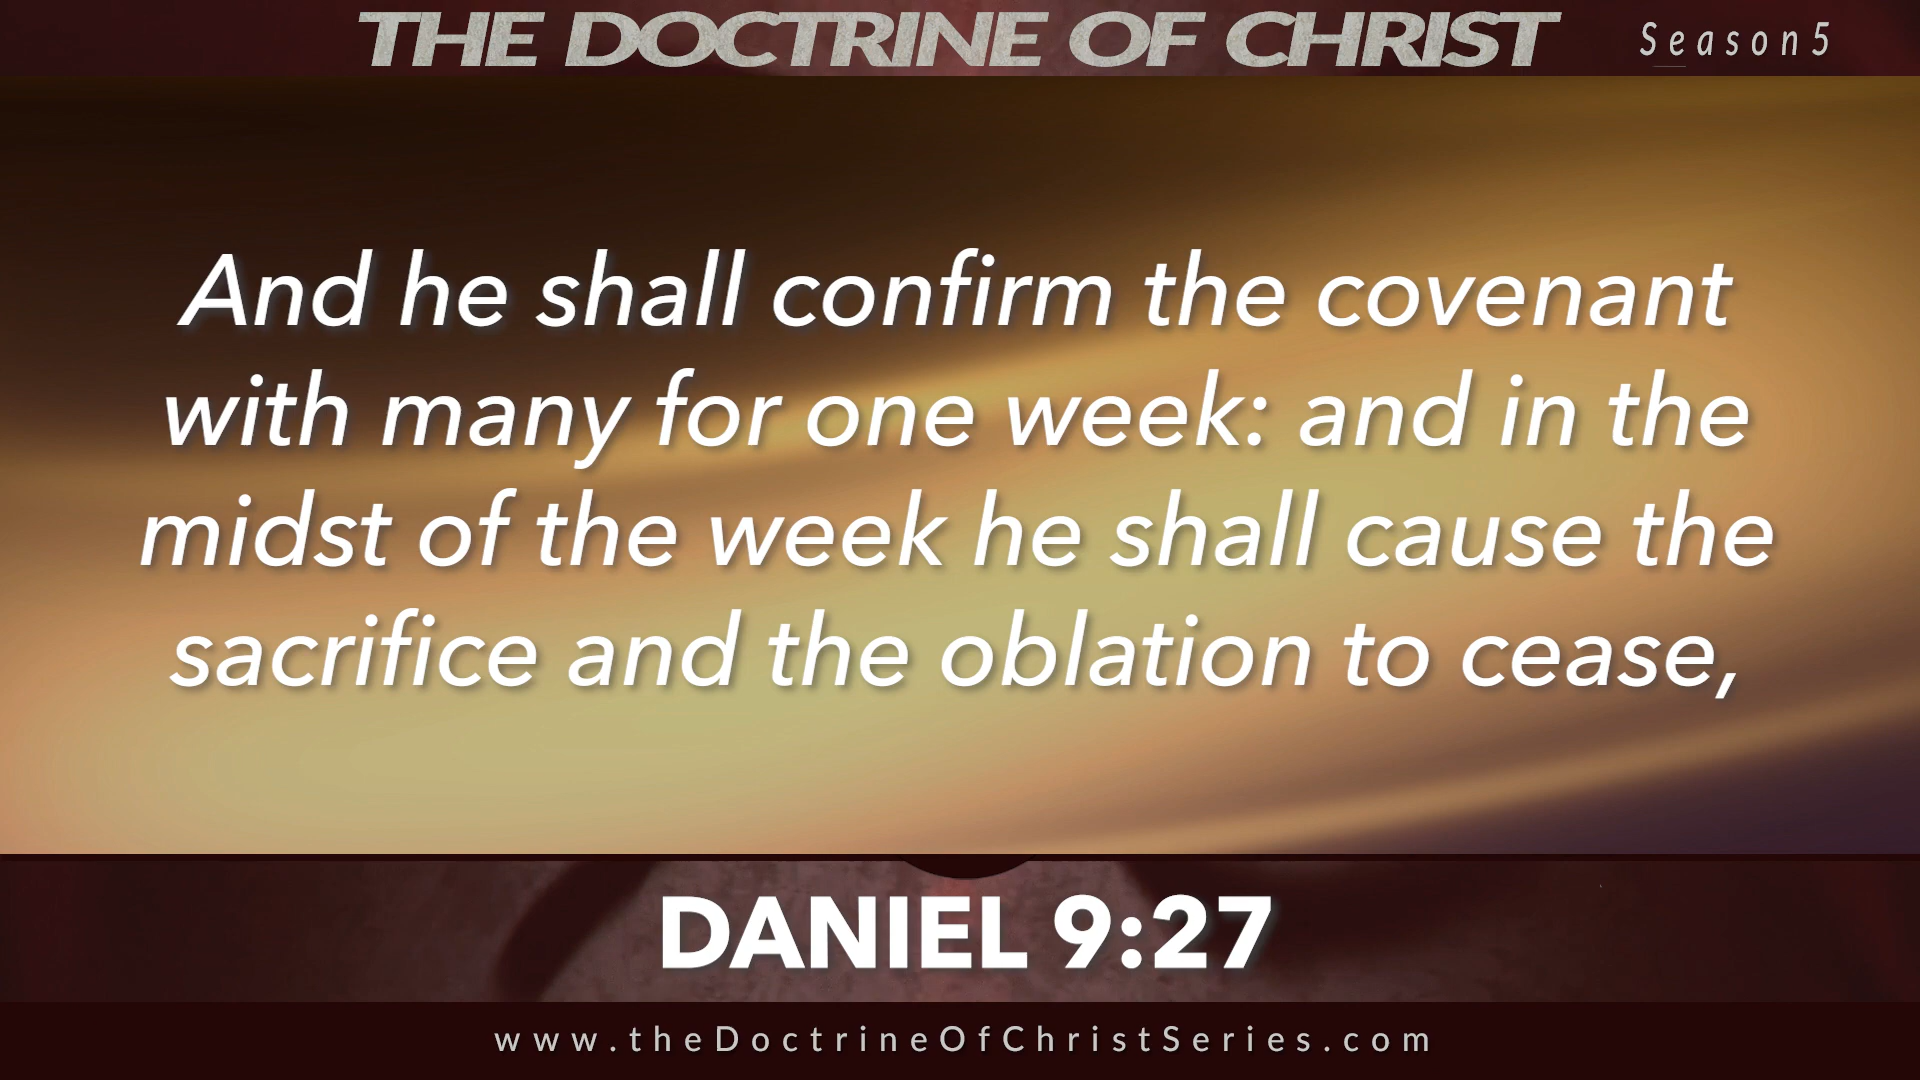 THE DOCTRINE OF CHRIST
Season5
And he shall confirm the covenant
with many for one week: and in the
midst of the week he shall cause the
sacrifice and the oblation to cease,
DANIEL 9:27
www.theDoctrineOfChristSeries.com